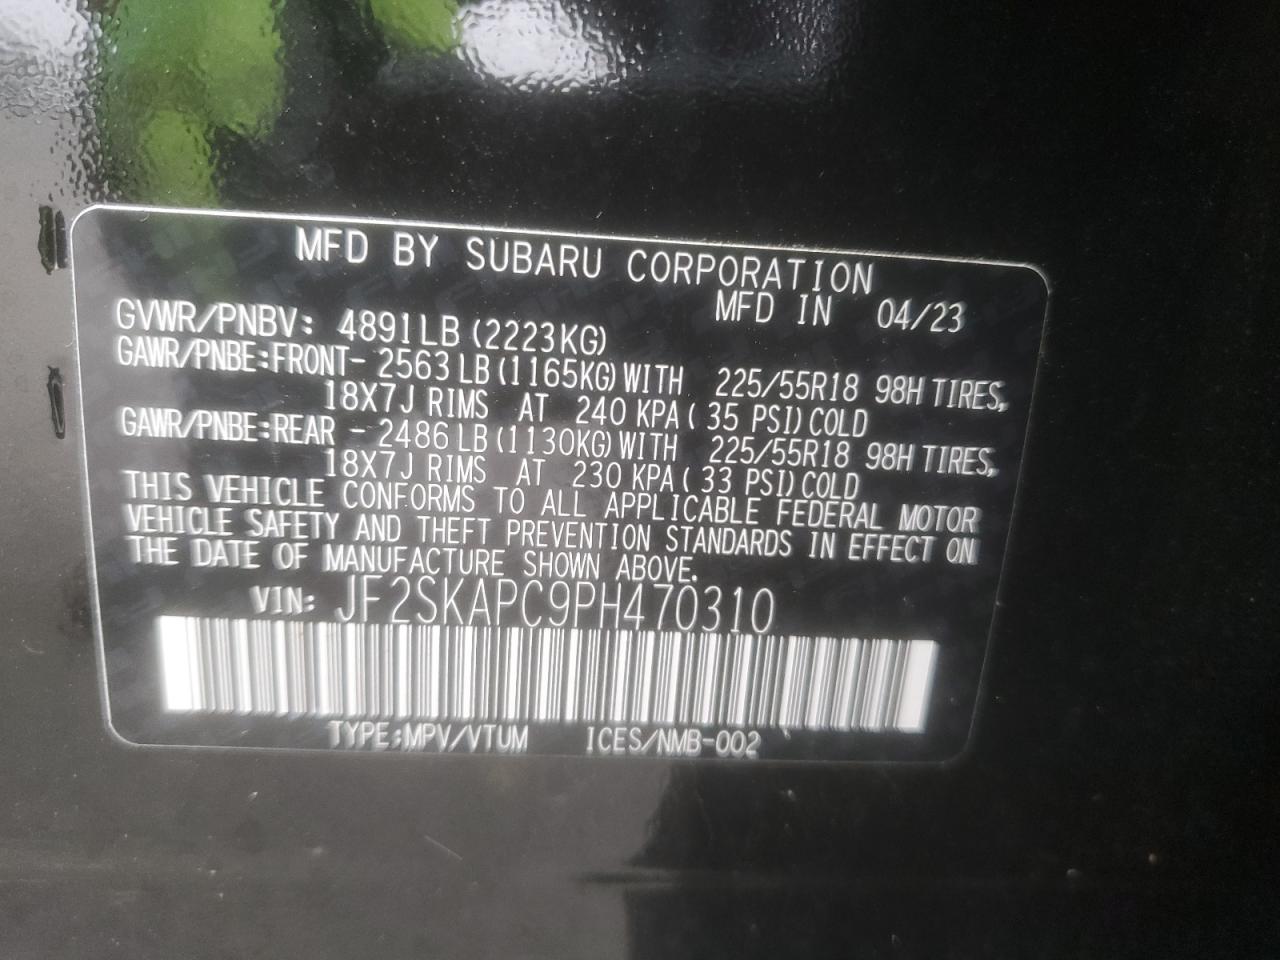 MFD BY SUBARU CORPORATION
MFD IN 04/23
GVWR/PNBV: 4891LB (2223KG)
GAWR/PNBE:FRONT- 2563 LB (1165KG) WITH 225/55R18 98H TIRES,
18X7J RIMS AT 240 KPA ( 35 PSI) COLD
GAWR/PNBE:REAR - 2486 LB (1130KG) WITH 225/55R18 98H TIRES,
18X7J RIMS AT 230 KPA ( 33 PSI) COLD
THIS VEHICLE CONFORMS TO ALL APPLICABLE FEDERAL MOTOR
VEHICLE SAFETY AND THEFT PREVENTION STANDARDS IN EFFECT ON
THE DATE OF MANUFACTURE SHOWN ABOVE.
VIN: JF2SKAPC9PH470310
TYPE:MPV/VTUM ICES/NMB-002